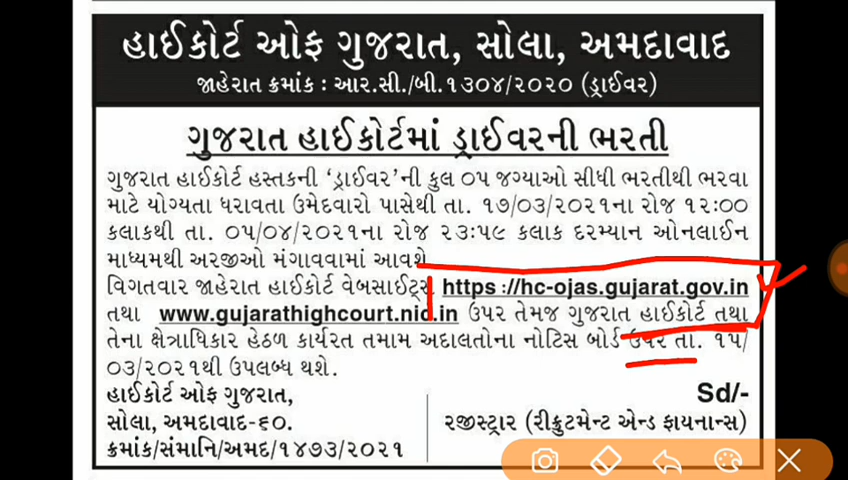 હાઈકોર્ટ ઓફ ગુજરાત, સોલા, અમદાવાદ
જાહેરાત ક્રમાંક : આર.સી./બી.૧૩૦૪/૨૦૨૦ (ડ્રાઈવર)
ગુજરાત હાઈકોર્ટમાં ડ્રાઈવરની ભરતી
ગુજરાત હાઈકોર્ટ હસ્તકની ‘ડ્રાઈવર’ની કુલ ૦૫ જગ્યાઓ સીધી ભરતીથી ભરવા
માટે યોગ્યતા ધરાવતા ઉમેદવારો પાસેથી તા. ૧૭/૦૩/૨૦૨૧ના રોજ ૧૨:૦૦
કલાકથી તા. ૦૫/૦૪/૨૦૨૧ના રોજ ૨૩:૫૯ કલાક દરમ્યાન ઓનલાઈન
માધ્યમથી અરજીઓ મંગાવવામાં આવશે
વિગતવાર જાહેરાત હાઈકોર્ટ વેબસાઈટ્સ https ://hc-ojas.gujarat.gov.in
તથા www.gujarathighcourt.nic.in ઉપર તેમજ ગુજરાત હાઈકોર્ટ તથા
તેના ક્ષેત્રાધિકાર હેઠળ કાર્યરત તમામ અદાલતોના નોટિસ બોર્ડ ઉપર તા. ૧૫/
૦૩/૨૦૨૧થી ઉપલબ્ધ થશે.
હાઈકોર્ટ ઓફ ગુજરાત,
સોલા, અમદાવાદ-૬૦.
ક્રમાંક/સંમાનિ/અમદ/૧૪૭૩/૨૦૨૧
Sd/-
રજીસ્ટ્રાર (રીક્રુટમેન્ટ એન્ડ ફાયનાન્સ)